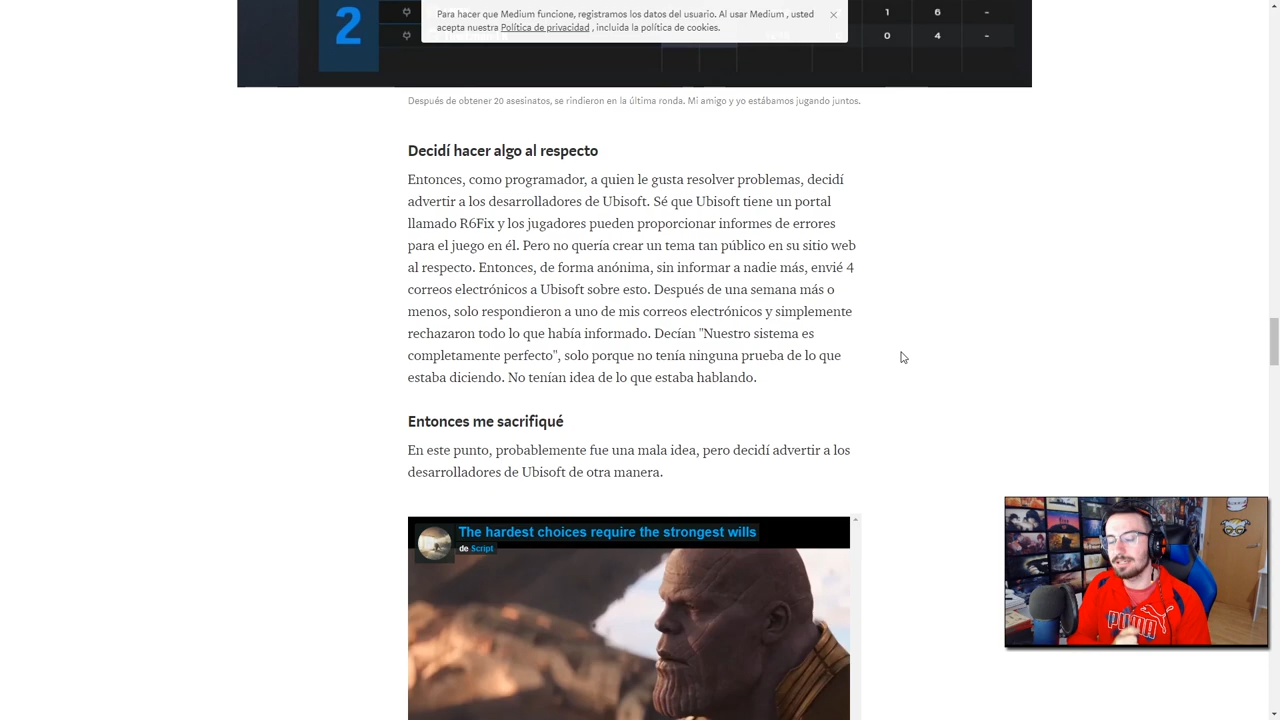 2
1 6 -
0 4 -
Para hacer que Medium funcione, registramos los datos del usuario. Al usar Medium , usted
acepta nuestra Política de privacidad , incluida la política de cookies.
Después de obtener 20 asesinatos, se rindieron en la última ronda. Mi amigo y yo estábamos jugando juntos.
Decidí hacer algo al respecto
Entonces, como programador, a quien le gusta resolver problemas, decidí
advertir a los desarrolladores de Ubisoft. Sé que Ubisoft tiene un portal
llamado R6Fix y los jugadores pueden proporcionar informes de errores
para el juego en él. Pero no quería crear un tema tan público en su sitio web
al respecto. Entonces, de forma anónima, sin informar a nadie más, envié 4
correos electrónicos a Ubisoft sobre esto. Después de una semana más o
menos, solo respondieron a uno de mis correos electrónicos y simplemente
rechazaron todo lo que había informado. Decían "Nuestro sistema es
completamente perfecto", solo porque no tenía ninguna prueba de lo que
estaba diciendo. No tenían idea de lo que estaba hablando.
Entonces me sacrifiqué
En este punto, probablemente fue una mala idea, pero decidí advertir a los
desarrolladores de Ubisoft de otra manera.
The hardest choices require the strongest wills
de Script
PUMA